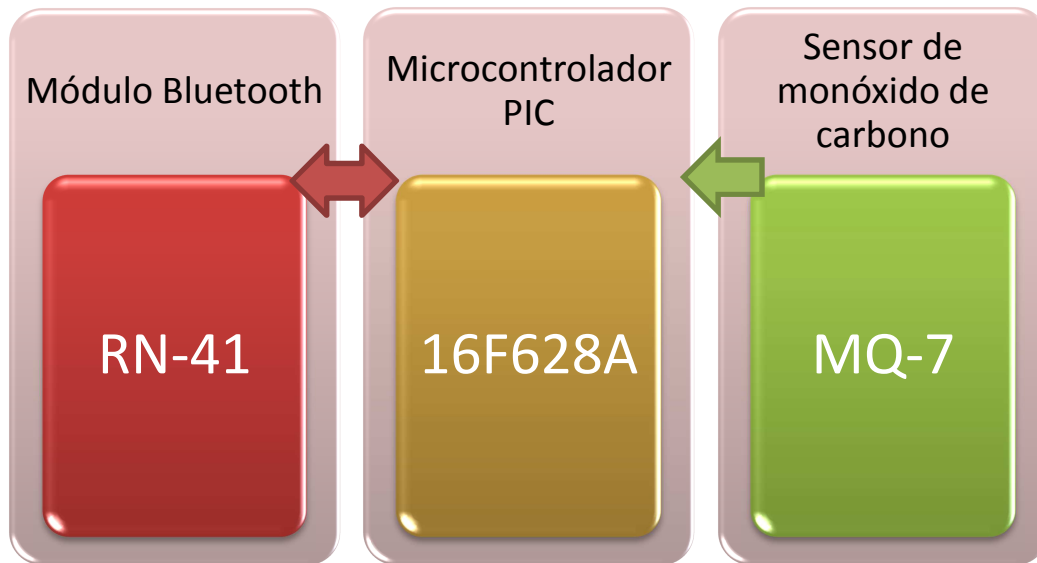 Módulo Bluetooth
RN-41
Microcontrolador
PIC
16F628A
Sensor de
monóxido de
carbono
MQ-7